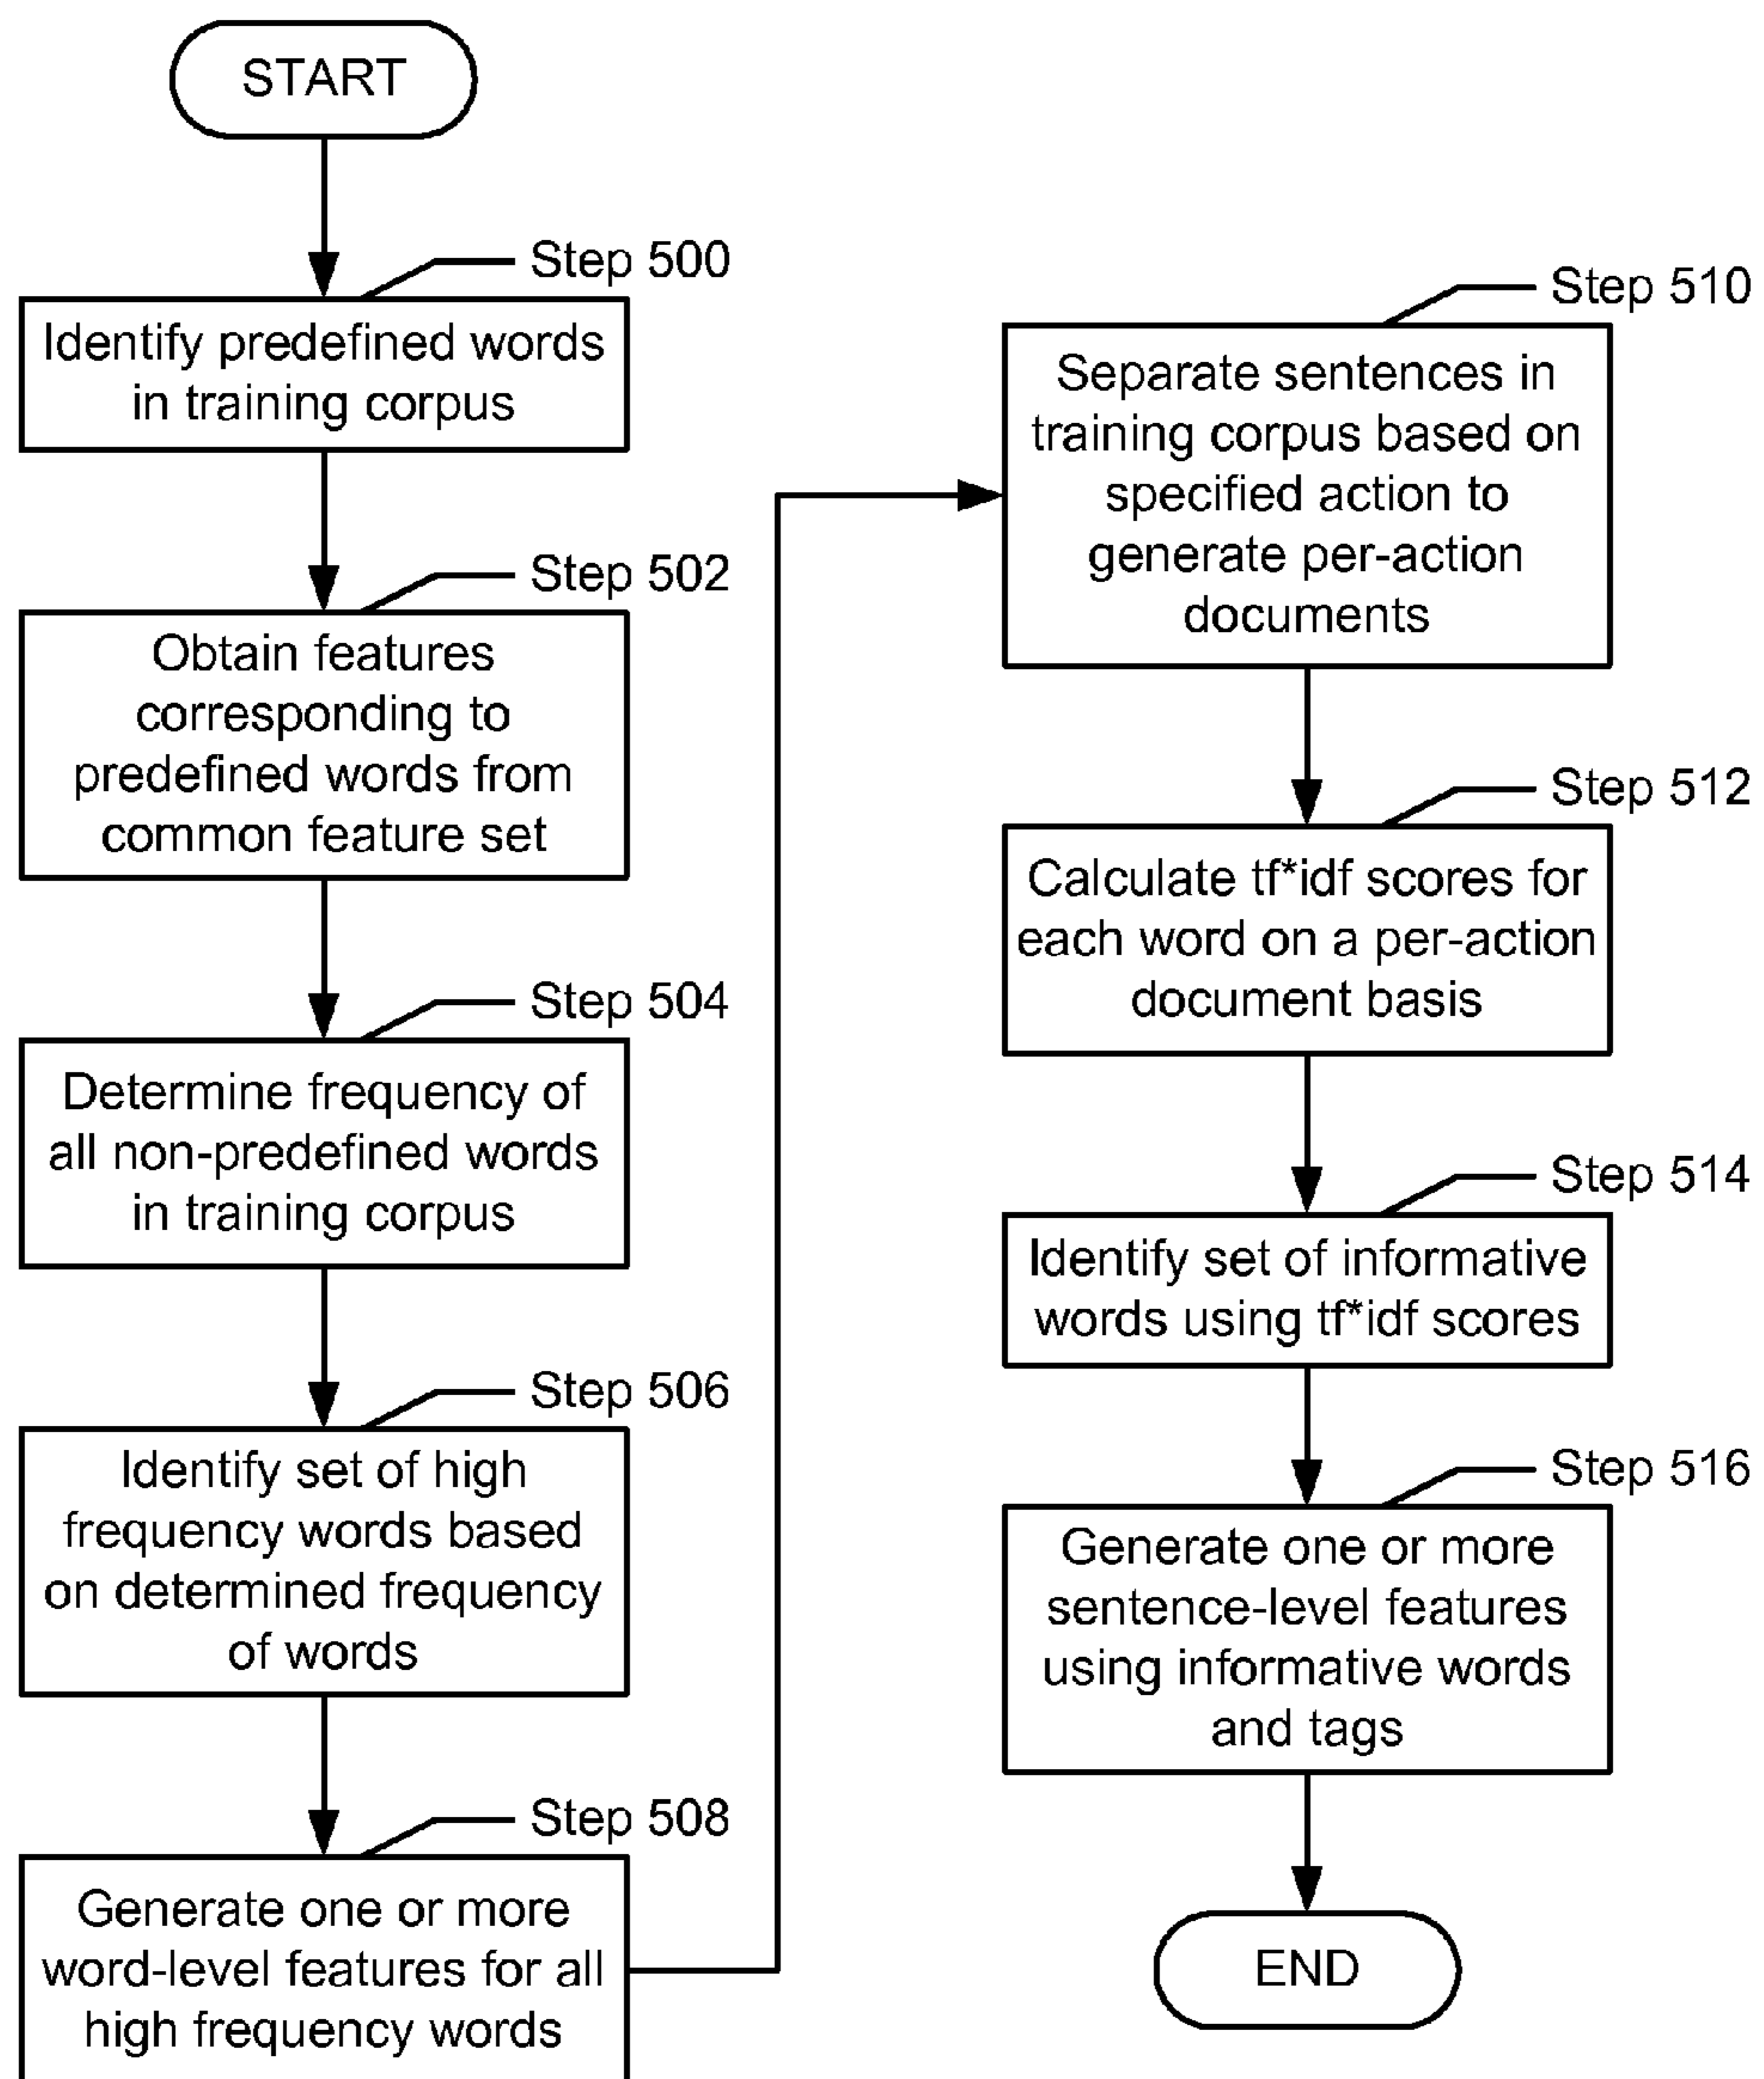 START
Step 500
Identify predefined words
in training corpus
Step 502
Obtain features
corresponding to
predefined words from
common feature set
Step 504
Determine frequency of
all non-predefined words
in training corpus
Step 506
Identify set of high
frequency words based
on determined frequency
of words
Step 508
Generate one or more
word-level features for all
high frequency words
Step 510
Separate sentences in
training corpus based on
specified action to
generate per-action
documents
Step 512
Calculate tf*idf scores for
each word on a per-action
document basis
Step 514
Identify set of informative
words using tf*idf scores
Step 516
Generate one or more
sentence-level features
using informative words
and tags
END